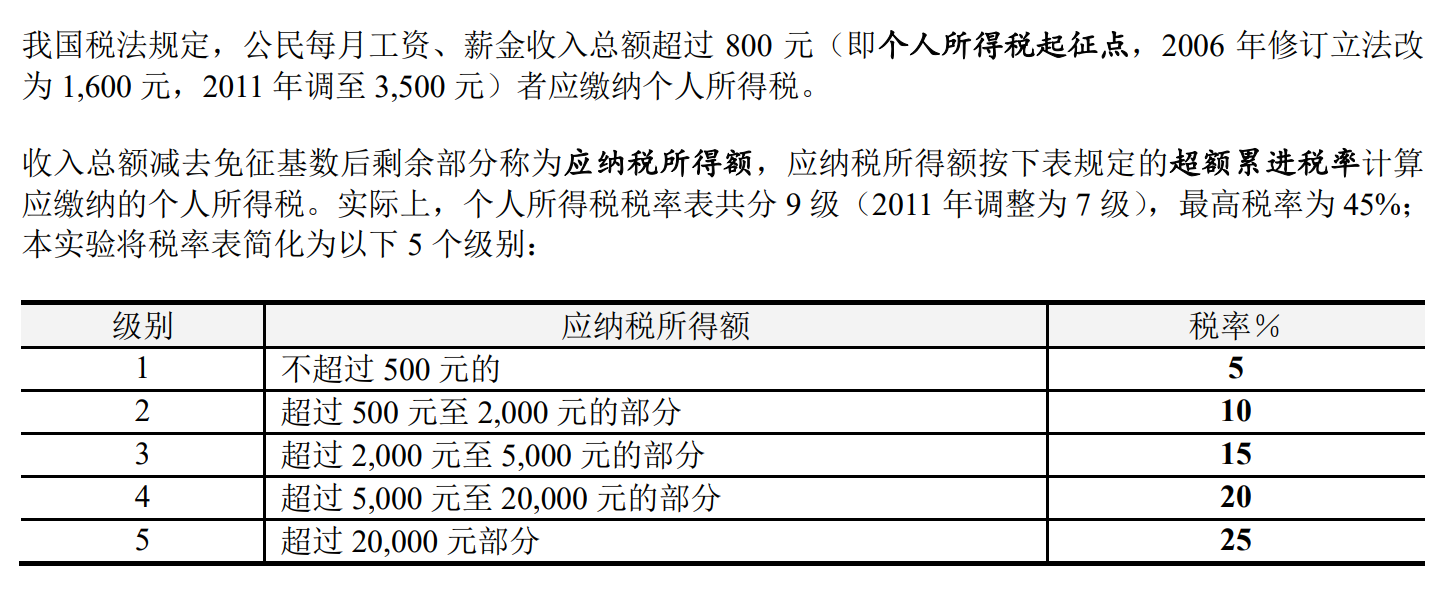 我国税法规定，公民每月工资、薪金收入总额超过 800 元（即个人所得税起征点，2006 年修订立法改
为 1,600 元，2011 年调至 3,500 元）者应缴纳个人所得税。
收入总额减去免征基数后剩余部分称为应纳税所得额，应纳税所得额按下表规定的超额累进税率计算
应缴纳的个人所得税。实际上，个人所得税税率表共分 9 级（2011 年调整为 7 级），最高税率为 45%；
本实验将税率表简化为以下 5 个级别：
级别 应纳税所得额 税率％
1 不超过 500 元的 5
2 超过 500 元至 2,000 元的部分 10
3 超过 2,000 元至 5,000 元的部分 15
4 超过 5,000 元至 20,000 元的部分 20
5 超过 20,000 元部分 25